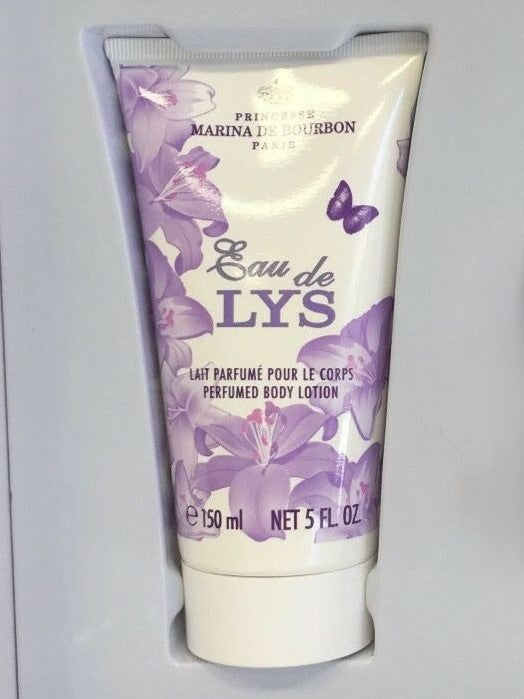 PRINCESSE
MARINA DE BOURBON
PARIS
Eau de
LYS
LAIT PARFUMÉ POUR LE CORPS
PERFUMED BODY LOTION
℮ 150 ml NET 5 FL. OZ.